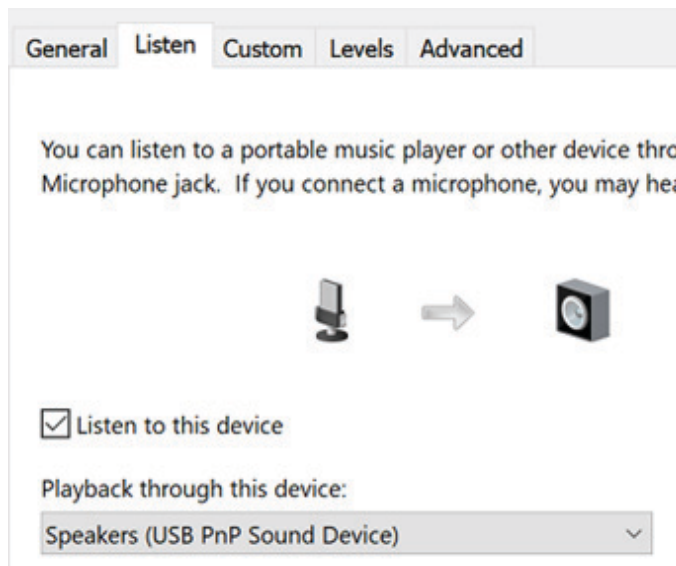 General Listen Custom Levels Advanced
You can listen to a portable music player or other device thro
Microphone jack.  If you connect a microphone, you may hea
Listen to this device
Playback through this device:
Speakers (USB PnP Sound Device)